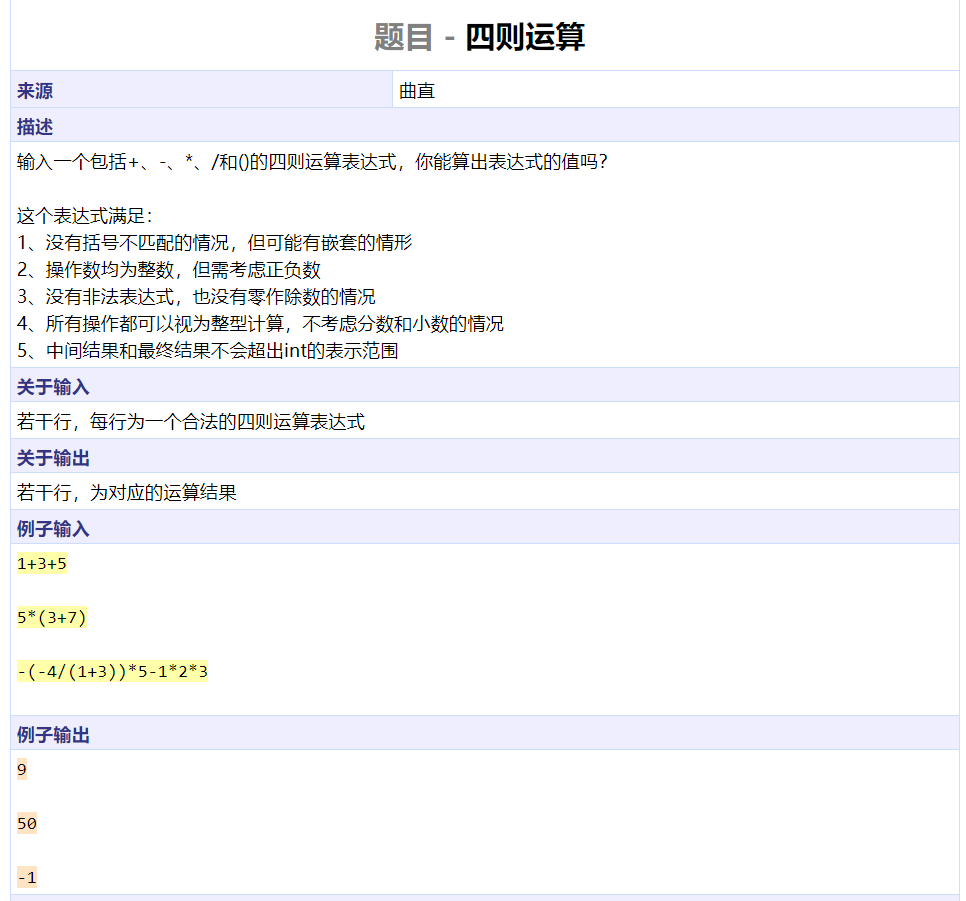 题目 - 四则运算
来源 曲直
描述
输入一个包括+、-、*、/和()的四则运算表达式，你能算出表达式的值吗？
这个表达式满足：
1、没有括号不匹配的情况，但可能有嵌套的情形
2、操作数均为整数，但需考虑正负数
3、没有非法表达式，也没有零作除数的情况
4、所有操作都可以视为整型计算，不考虑分数和小数的情况
5、中间结果和最终结果不会超出int的表示范围
关于输入
若干行，每行为一个合法的四则运算表达式
关于输出
若干行，为对应的运算结果
例子输入
1+3+5
5*(3+7)
-(-4/(1+3))*5-1*2*3
例子输出
9
50
-1